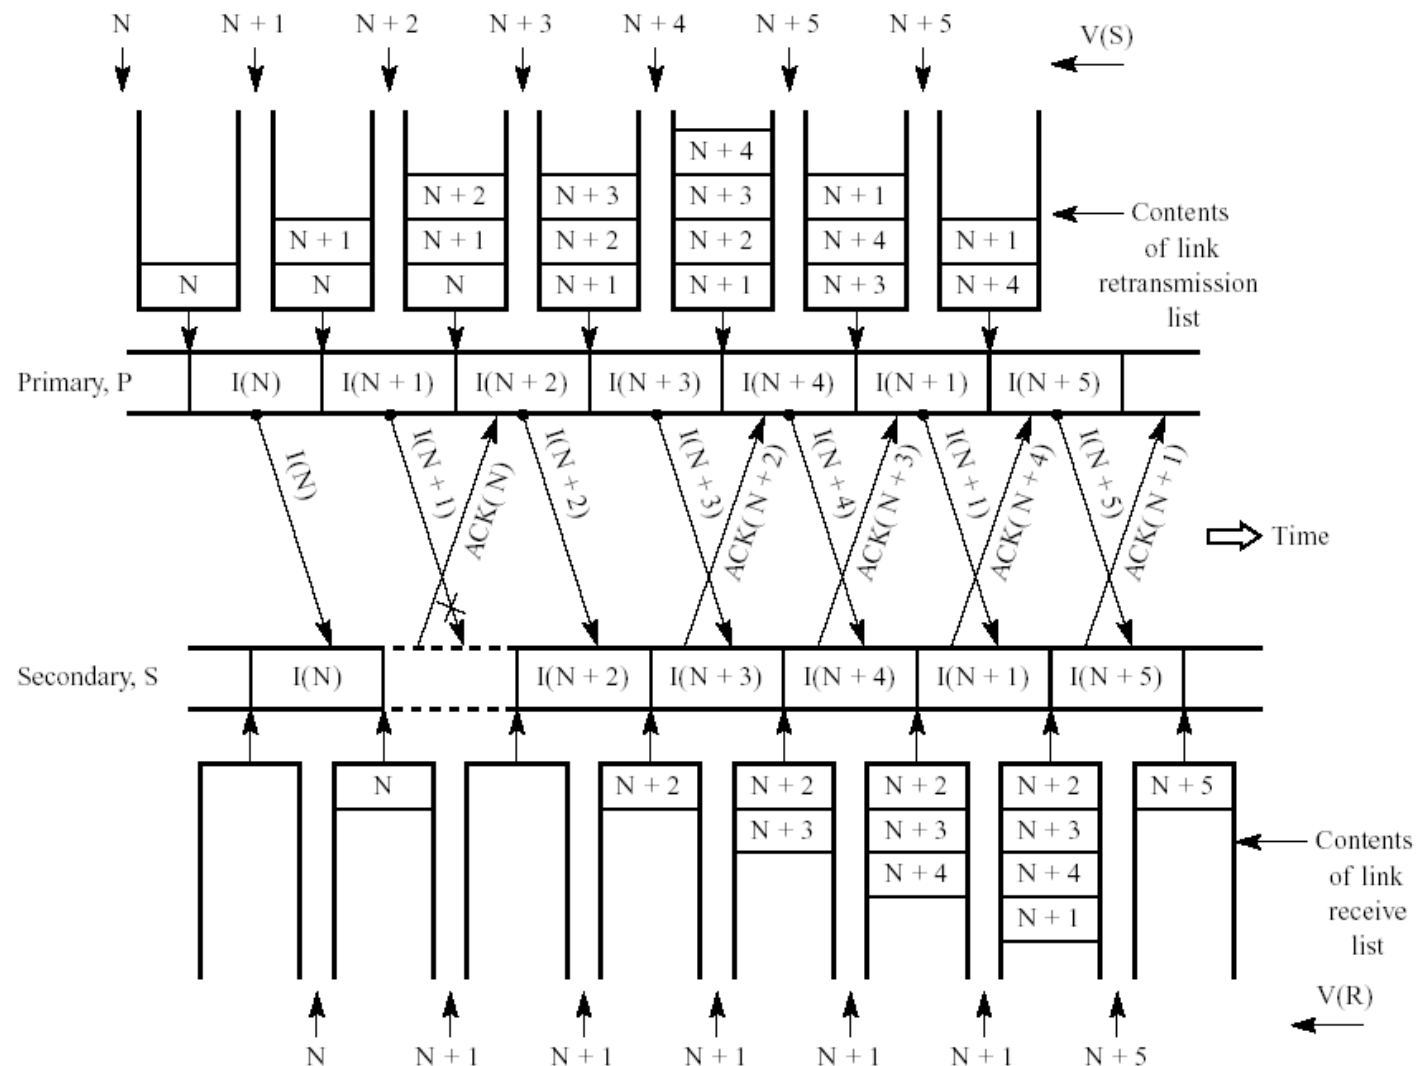 N
N + 1
N + 2
N + 3
N + 4
N + 5
N + 5
V(S)
N
N + 1
N
N + 2
N + 1
N
N + 3
N + 2
N + 1
N + 4
N + 3
N + 2
N + 1
N + 1
N + 4
N + 3
N + 1
N + 4
Contents
of link
retransmission
list
Primary, P
I(N)
I(N + 1)
I(N + 2)
I(N + 3)
I(N + 4)
I(N + 1)
I(N + 5)
I(N)
I(N + 1)
ACK(N)
I(N + 2)
I(N + 3)
ACK(N + 2)
I(N + 4)
ACK(N + 3)
I(N + 1)
ACK(N + 4)
I(N + 5)
ACK(N + 1)
Time
Secondary, S
I(N)
I(N + 2)
I(N + 3)
I(N + 4)
I(N + 1)
I(N + 5)
N
N + 2
N + 2
N + 3
N + 2
N + 3
N + 4
N + 2
N + 3
N + 4
N + 1
N + 5
Contents
of link
receive
list
V(R)
N
N + 1
N + 1
N + 1
N + 1
N + 1
N + 5